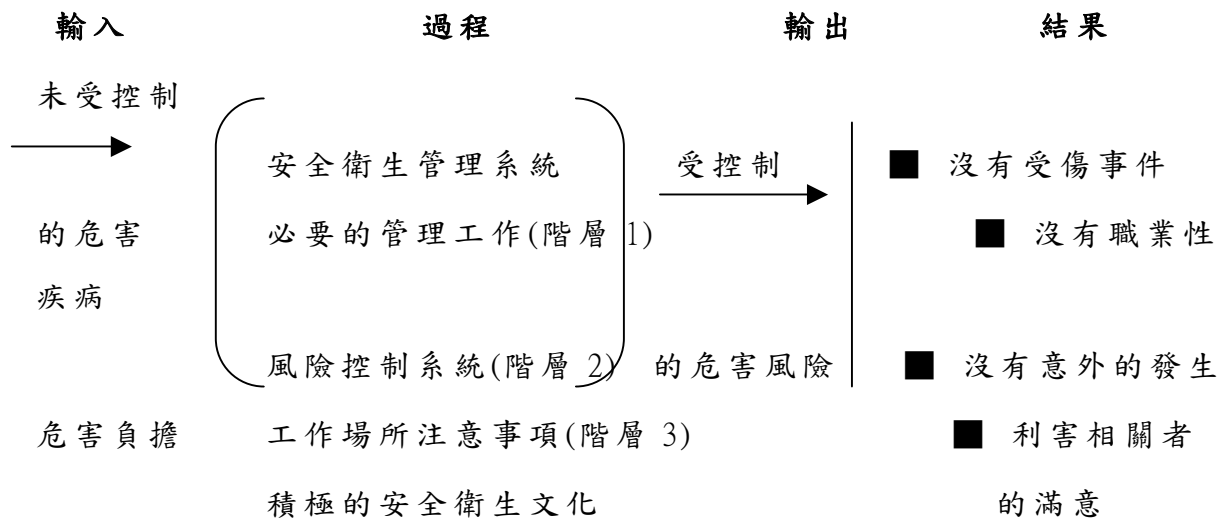 輸入 過程 輸出 結果
未受控制
安全衛生管理系統 受控制 ■ 沒有受傷事件
的危害 必要的管理工作(階層 1) ■ 沒有職業性
疾病
風險控制系統(階層 2) 的危害風險 ■ 沒有意外的發生
危害負擔 工作場所注意事項(階層 3) ■ 利害相關者
積極的安全衛生文化 的滿意